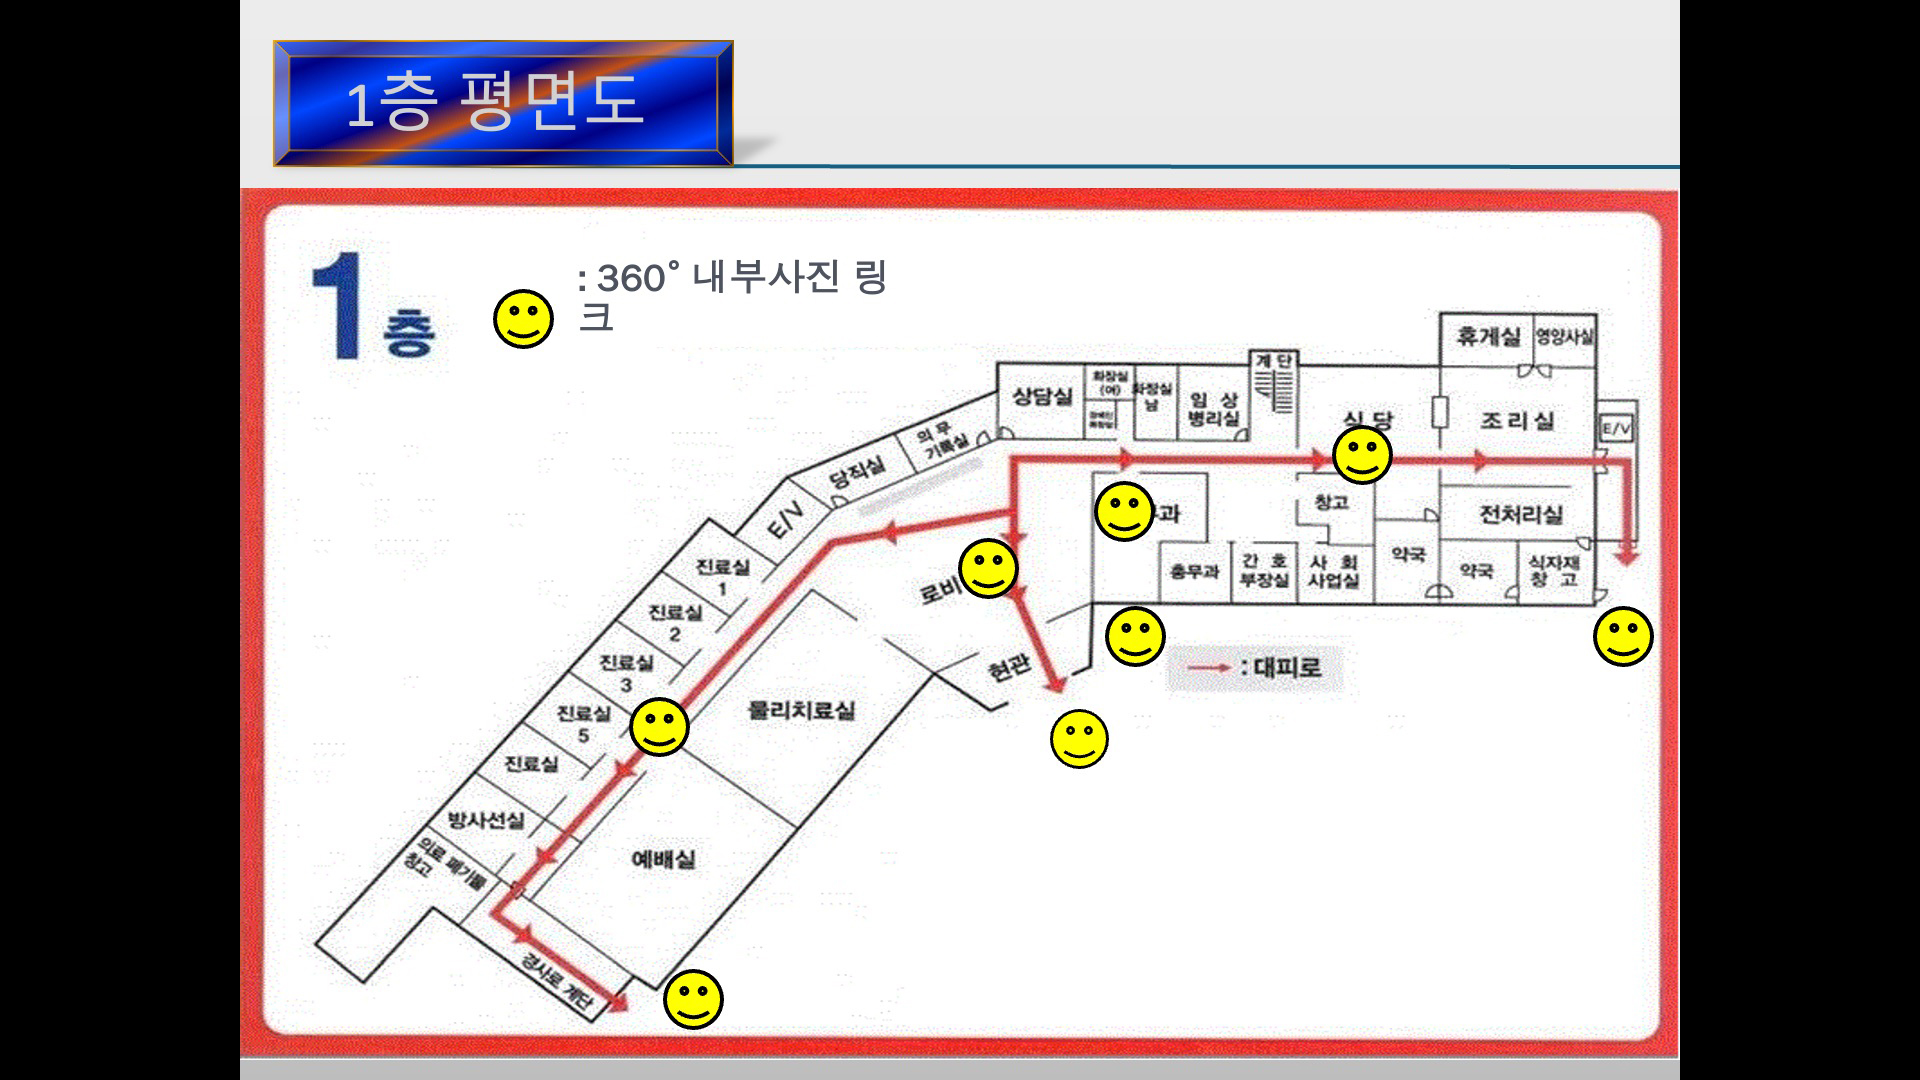 1층 평면도
1층
: 360° 내부사진 링
크
휴게실
영양사실
계 단
상담실
화장실
(여)
화장실
남
임 상
병리실
식 당
조 리 실
E/V
의 무
기록실
당직실
E/V
과
창고
전처리실
진료실
1
총무과
간 호
부장실
사 회
사업실
약국
약국
식자재
창 고
로비
진료실
2
진료실
3
현관
: 대피로
진료실
5
물리치료실
진료실
방사선실
의료 폐기물
창고
예배실
경사로 계단